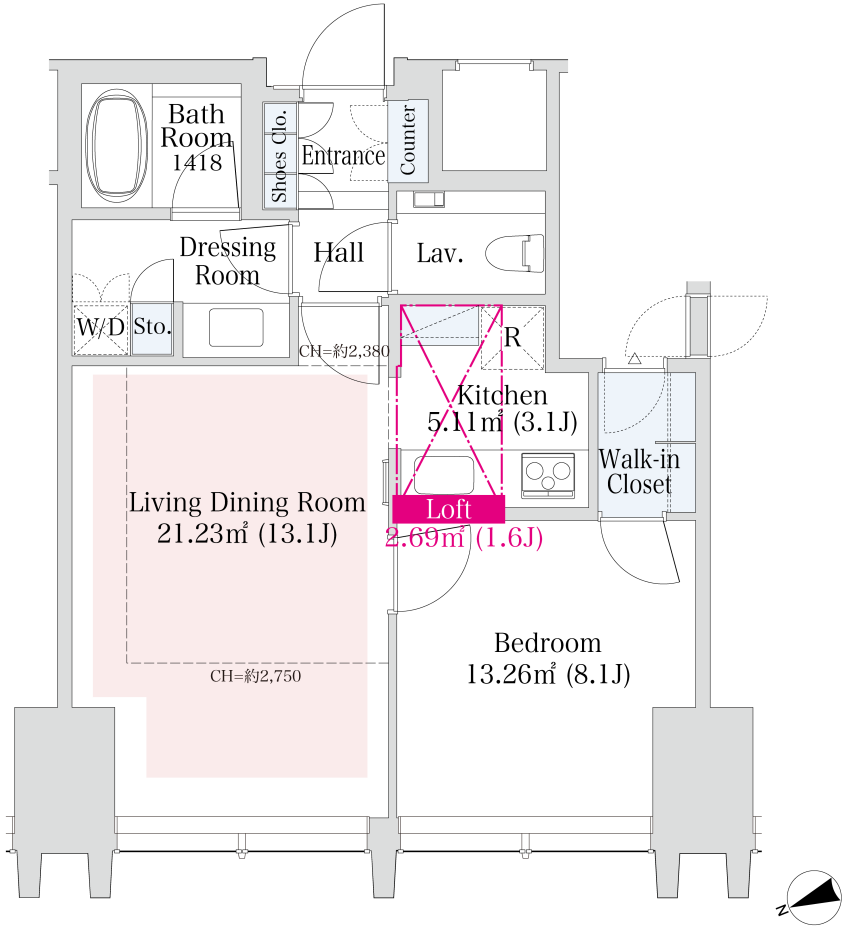 Bath
Room
1418
Shoes Clo.
Entrance
Counter
Dressing
Room
Hall
Lav.
W/D
Sto.
CH=約2,380
R
Kitchen
5.11㎡ (3.1J)
Walk-in
Closet
Living Dining Room
21.23㎡ (13.1J)
Loft
2.69㎡ (1.6J)
Bedroom
13.26㎡ (8.1J)
CH=約2,750
N